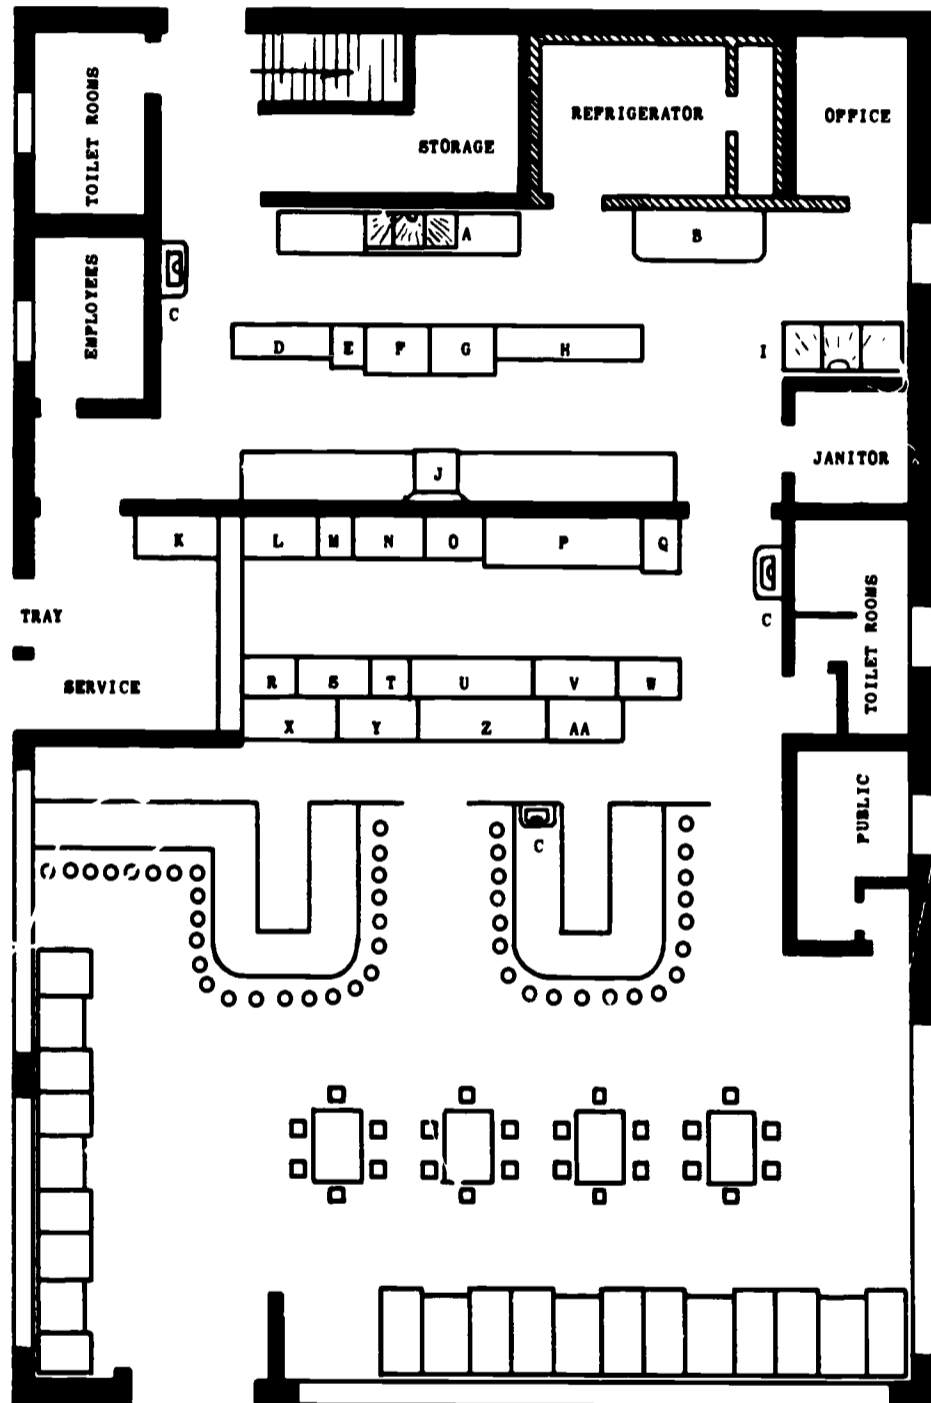 TOILET ROOMS
STORAGE
REFRIGERATOR
OFFICE
A
B
EMPLOYEES
C
D
E
F
G
H
I
J
JANITOR
K
L
M
N
O
P
Q
C
TOILET ROOMS
TRAY
SERVICE
R
S
T
U
V
W
X
Y
Z
AA
PUBLIC
C